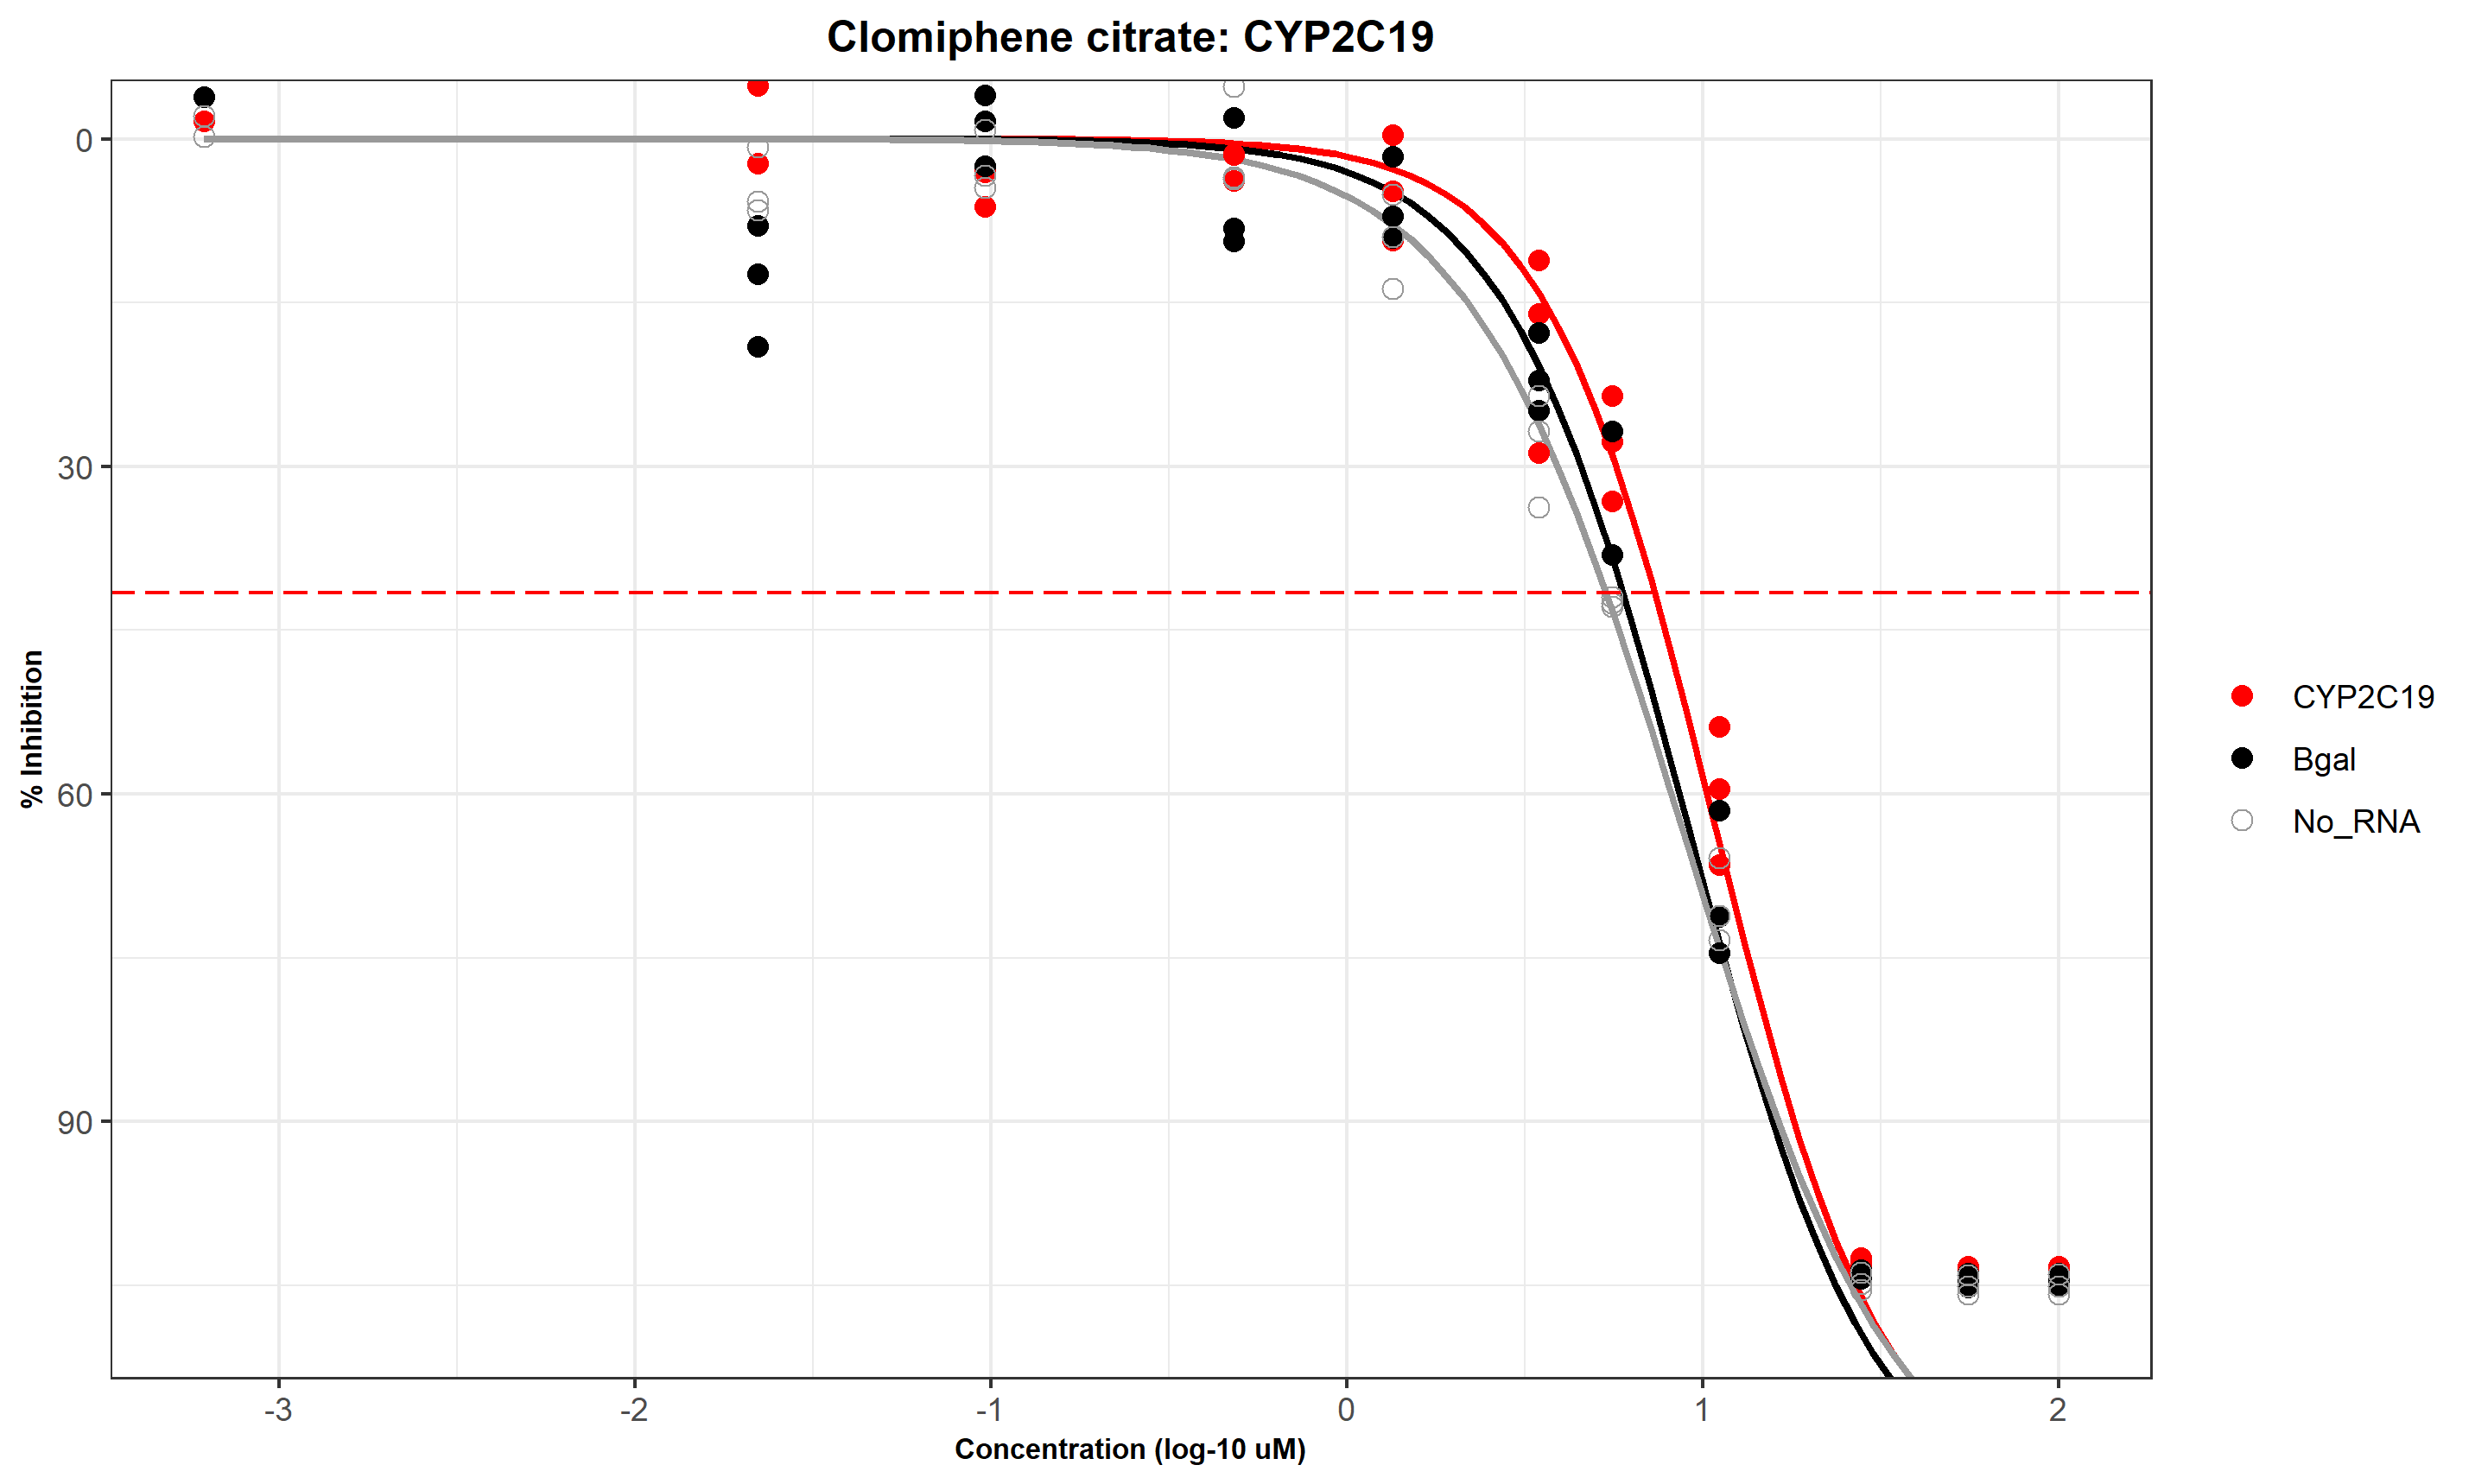 Clomiphene citrate: CYP2C19
% Inhibition
0
30
60
90
-3
-2
-1
0
1
2
Concentration (log-10 uM)
CYP2C19
Bgal
No_RNA